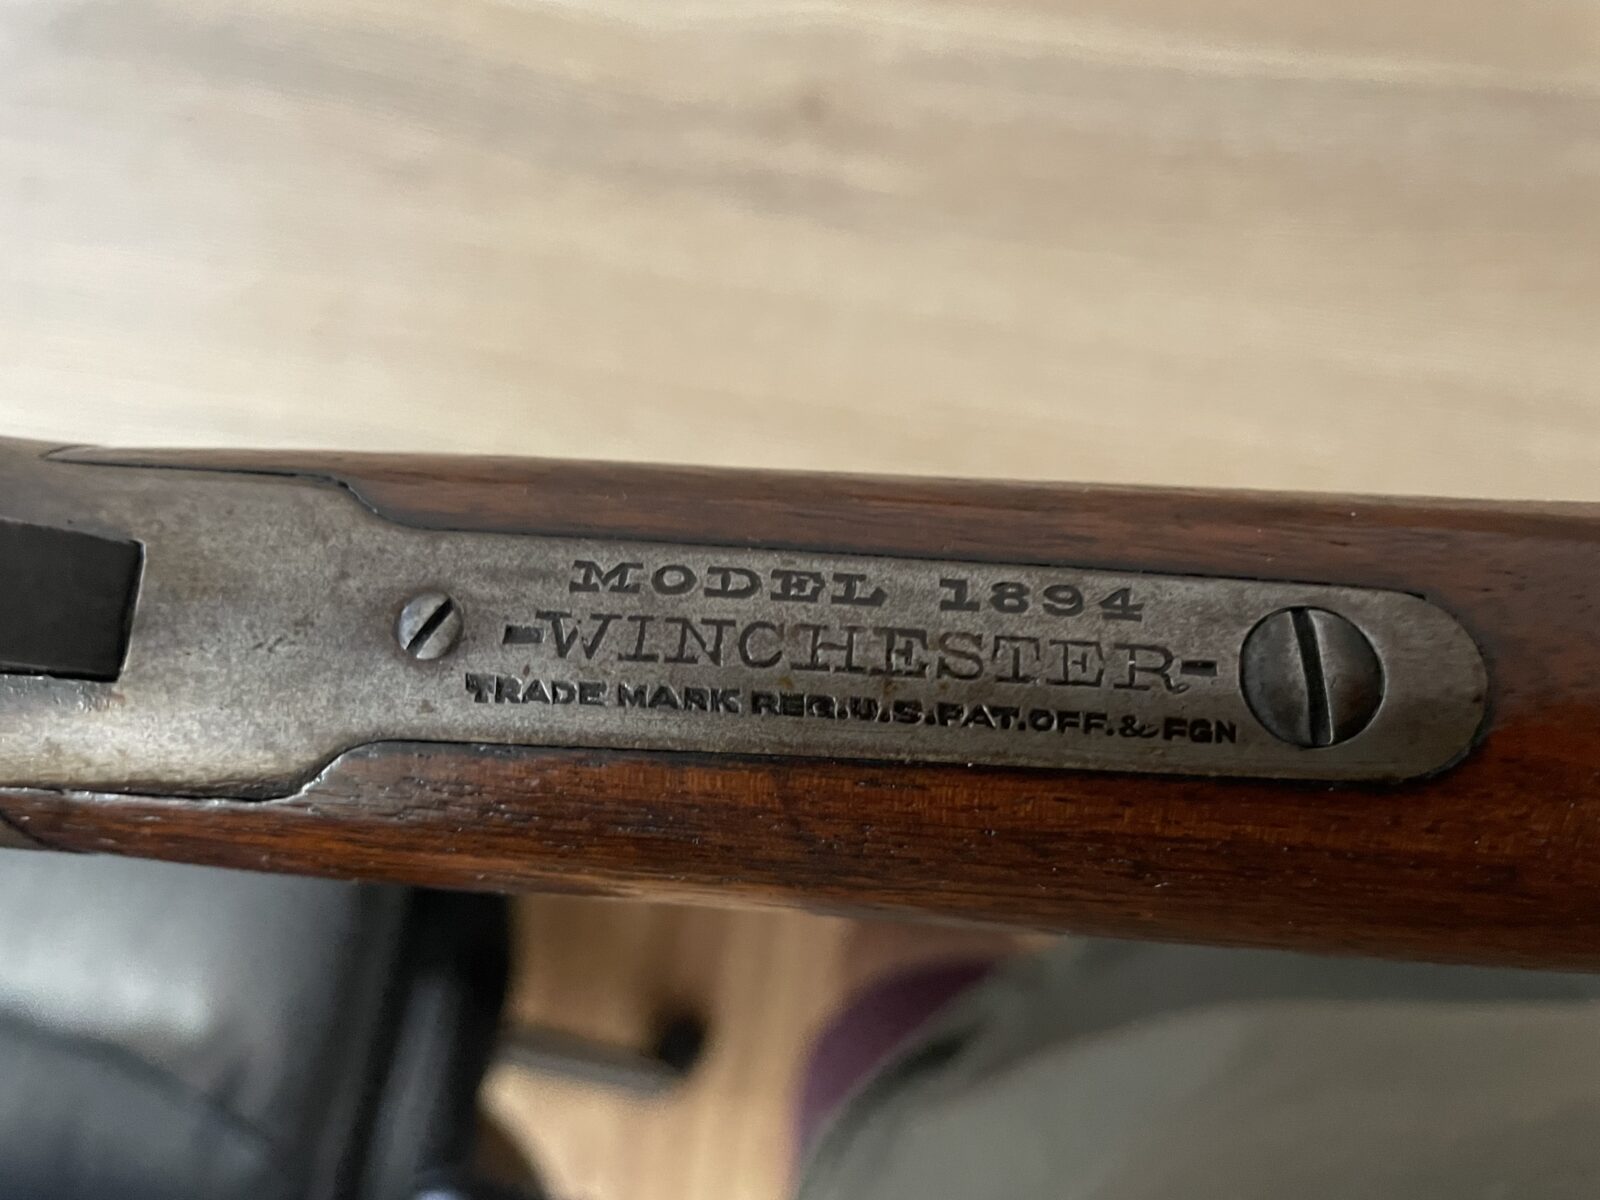 MODEL 1894
-WINCHESTER-
TRADE MARK REG.U.S.PAT.OFF.& FGN